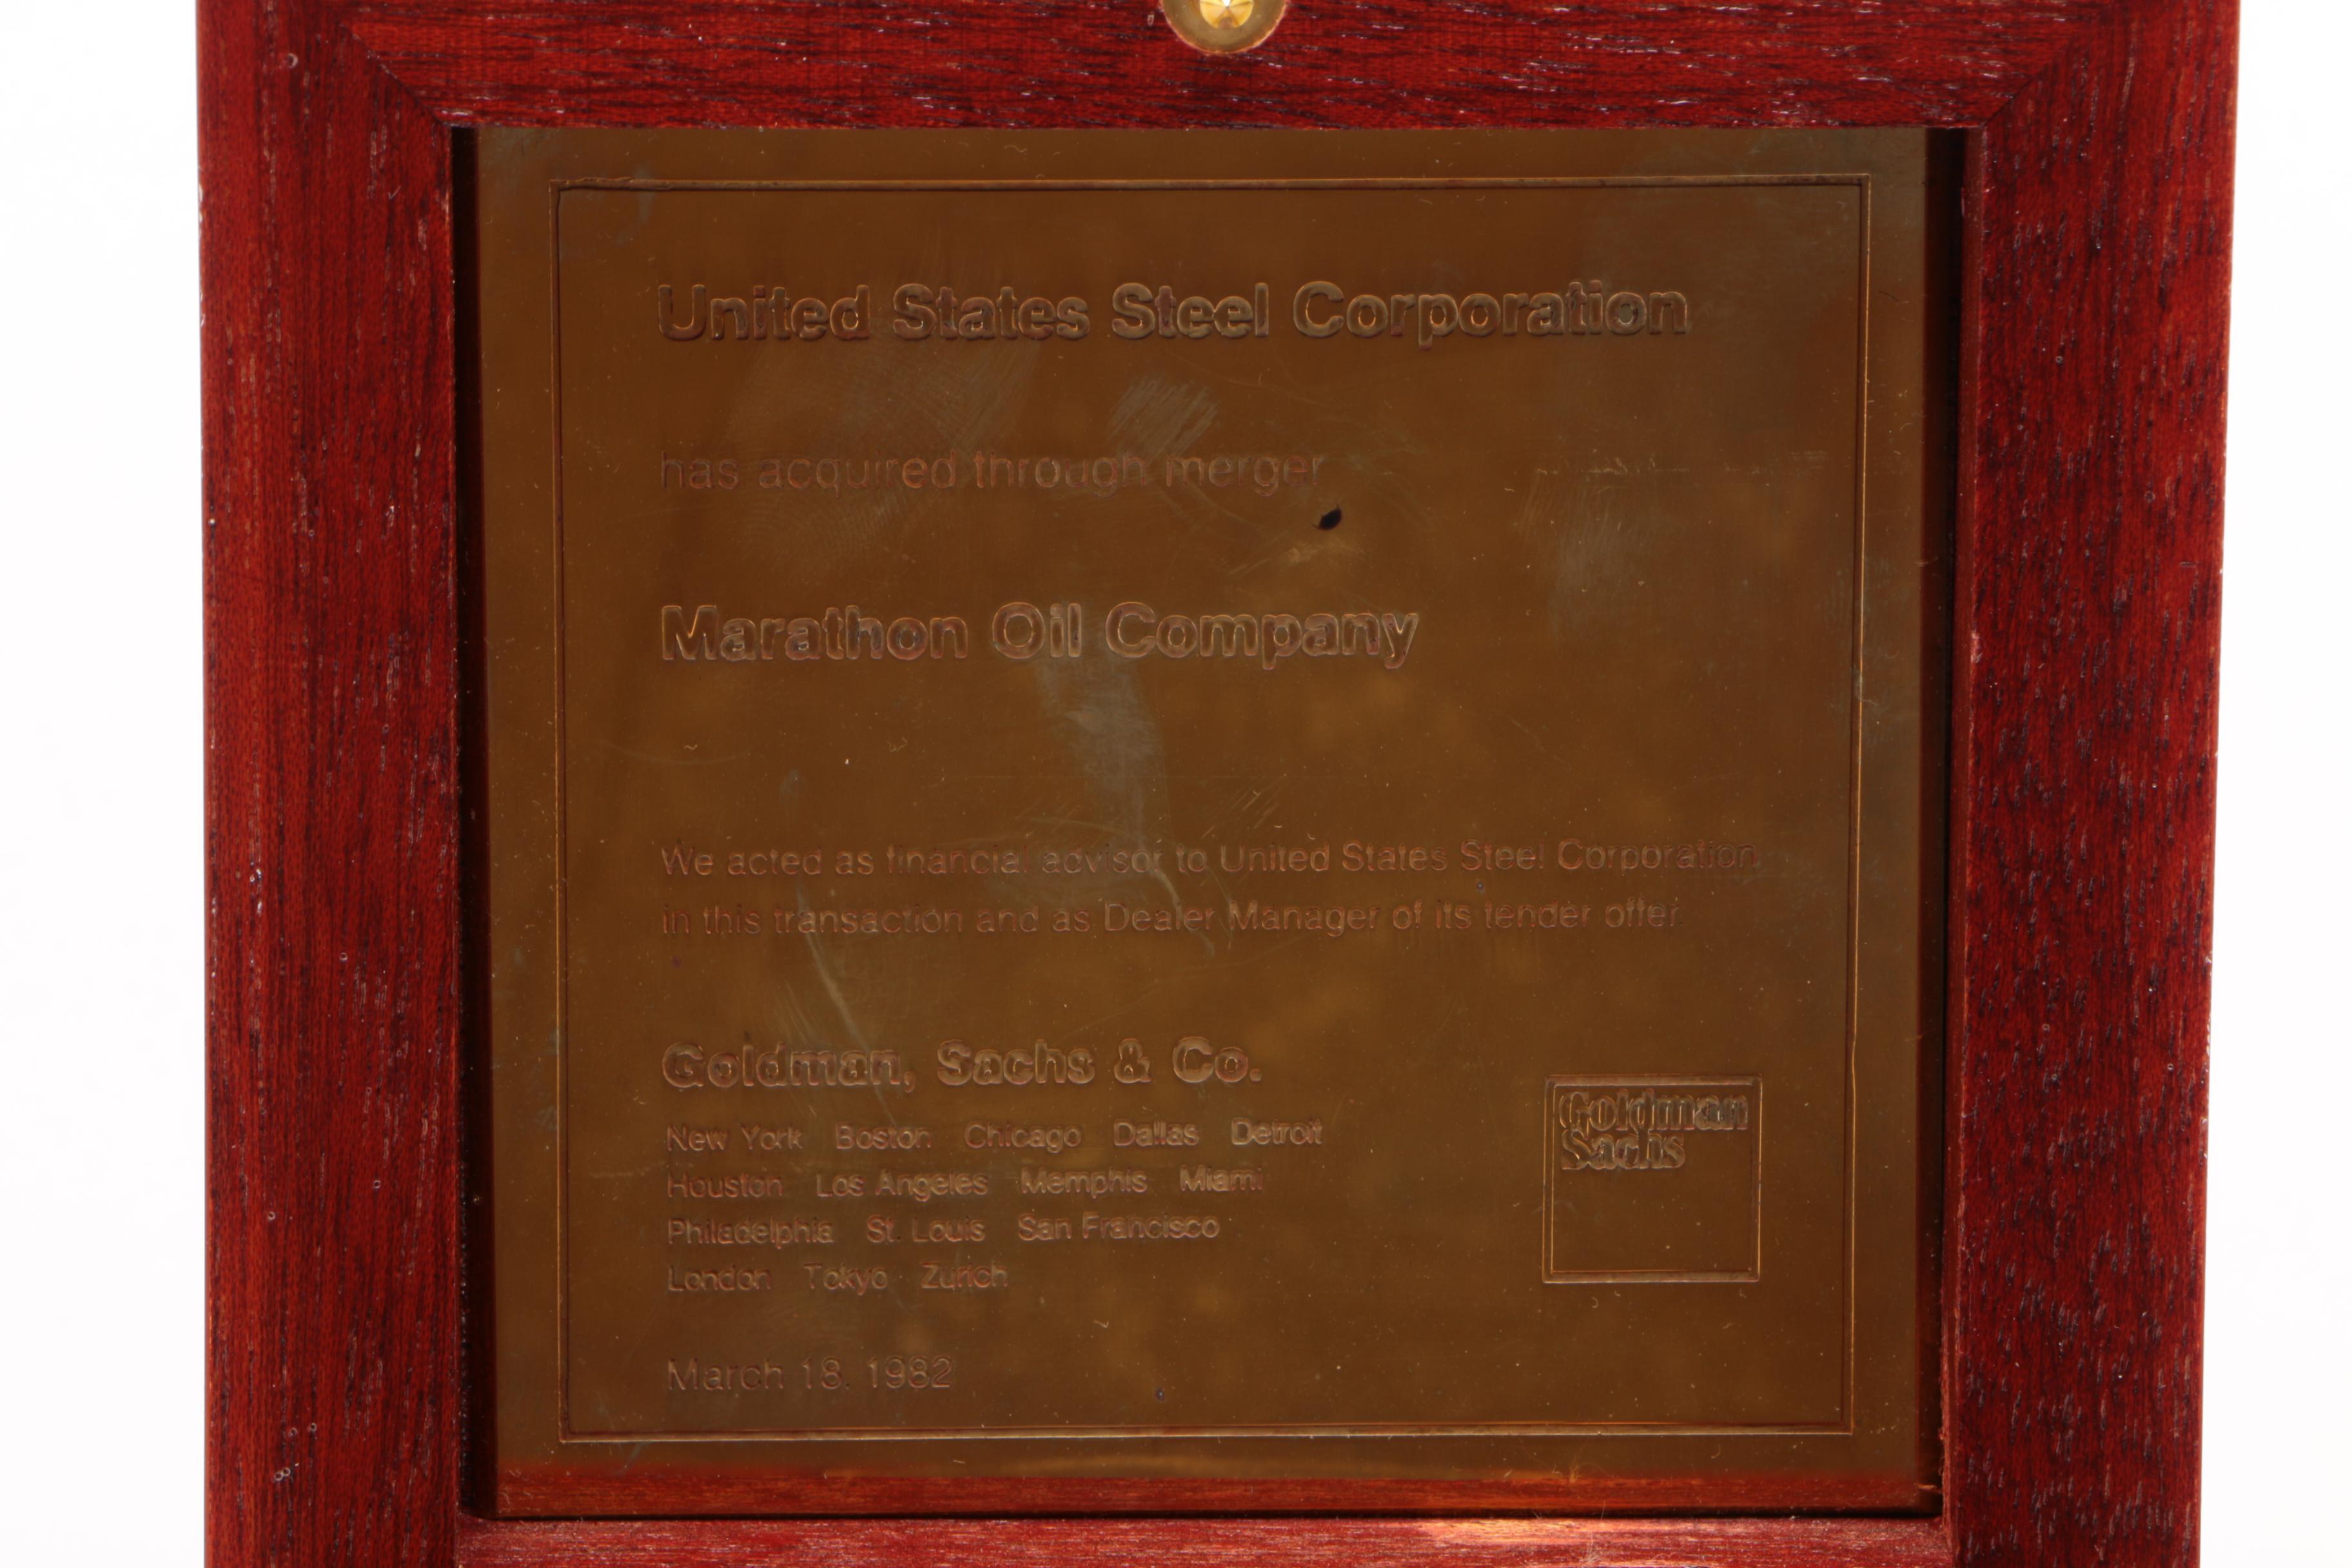 United States Steel Corporation
has acquired through merger
Marathon Oil Company
We acted as financial advisor to United States Steel Corporation
in this transaction and as Dealer Manager of its tender offer.
Goldman, Sachs & Co.
New York Boston Chicago Dallas Detroit
Houston Los Angeles Memphis Miami
Philadelphia St. Louis San Francisco
London Tokyo Zurich
Goldman
Sachs
March 18, 1982